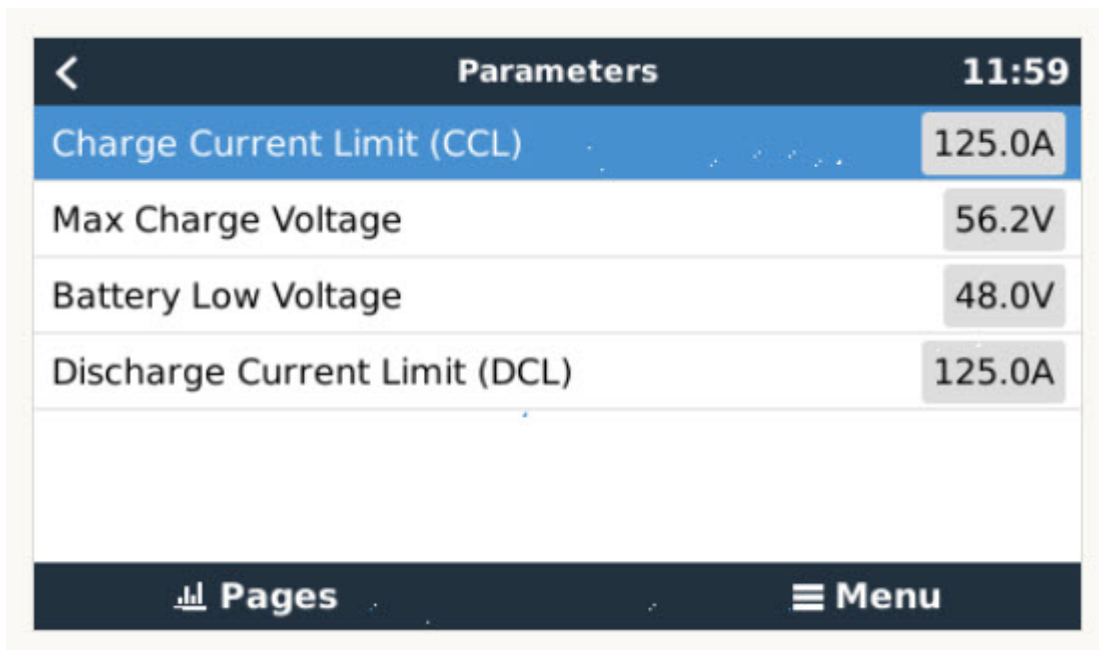 Parameters 11:59
Charge Current Limit (CCL) 125.0A
Max Charge Voltage 56.2V
Battery Low Voltage 48.0V
Discharge Current Limit (DCL) 125.0A
Pages Menu